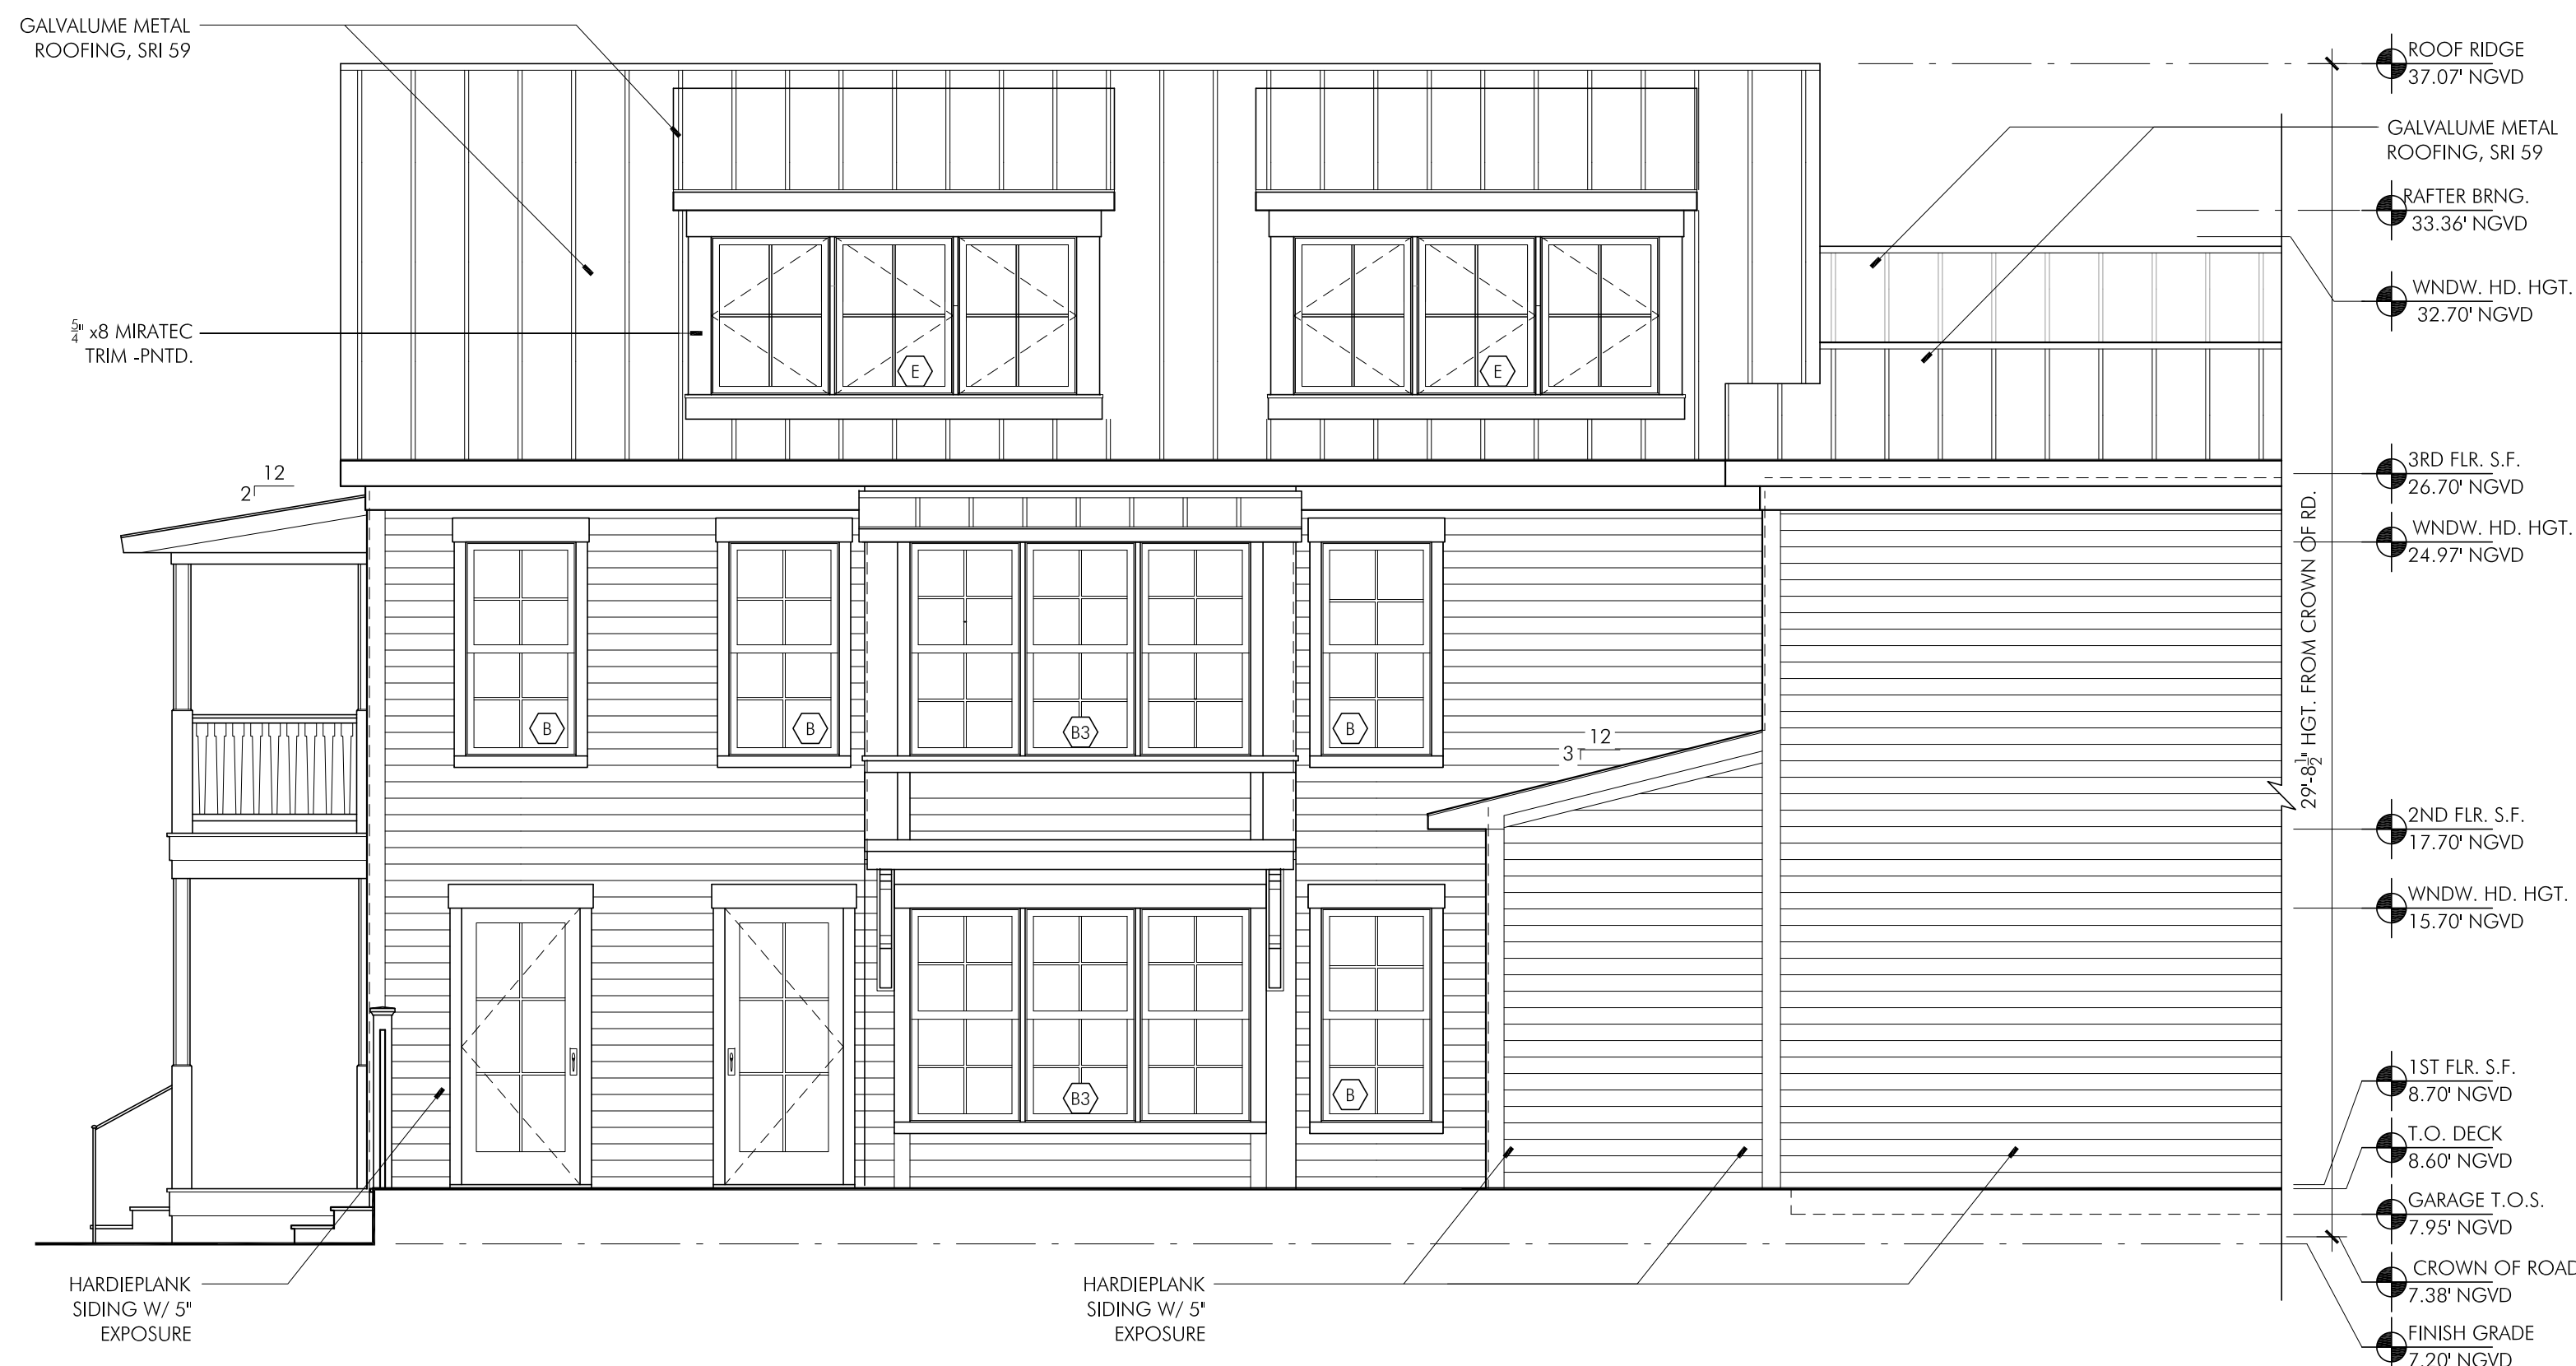 GALVALUME METAL
ROOFING, SRI 59
ROOF RIDGE
37.07' NGVD
GALVALUME METAL
ROOFING, SRI 59
RAFTER BRNG.
33.36' NGVD
WNDW. HD. HGT.
32.70' NGVD
5/4" x8 MIRATEC
TRIM -PNTD.
E
E
12
2
3RD FLR. S.F.
26.70' NGVD
WNDW. HD. HGT.
24.97' NGVD
29'-8½" HGT. FROM CROWN OF RD.
B
B
B3
B
12
3
2ND FLR. S.F.
17.70' NGVD
WNDW. HD. HGT.
15.70' NGVD
B3
B
1ST FLR. S.F.
8.70' NGVD
T.O. DECK
8.60' NGVD
GARAGE T.O.S.
7.95' NGVD
CROWN OF ROAD
7.38' NGVD
FINISH GRADE
7.20' NGVD
HARDIEPLANK
SIDING W/ 5"
EXPOSURE
HARDIEPLANK
SIDING W/ 5"
EXPOSURE